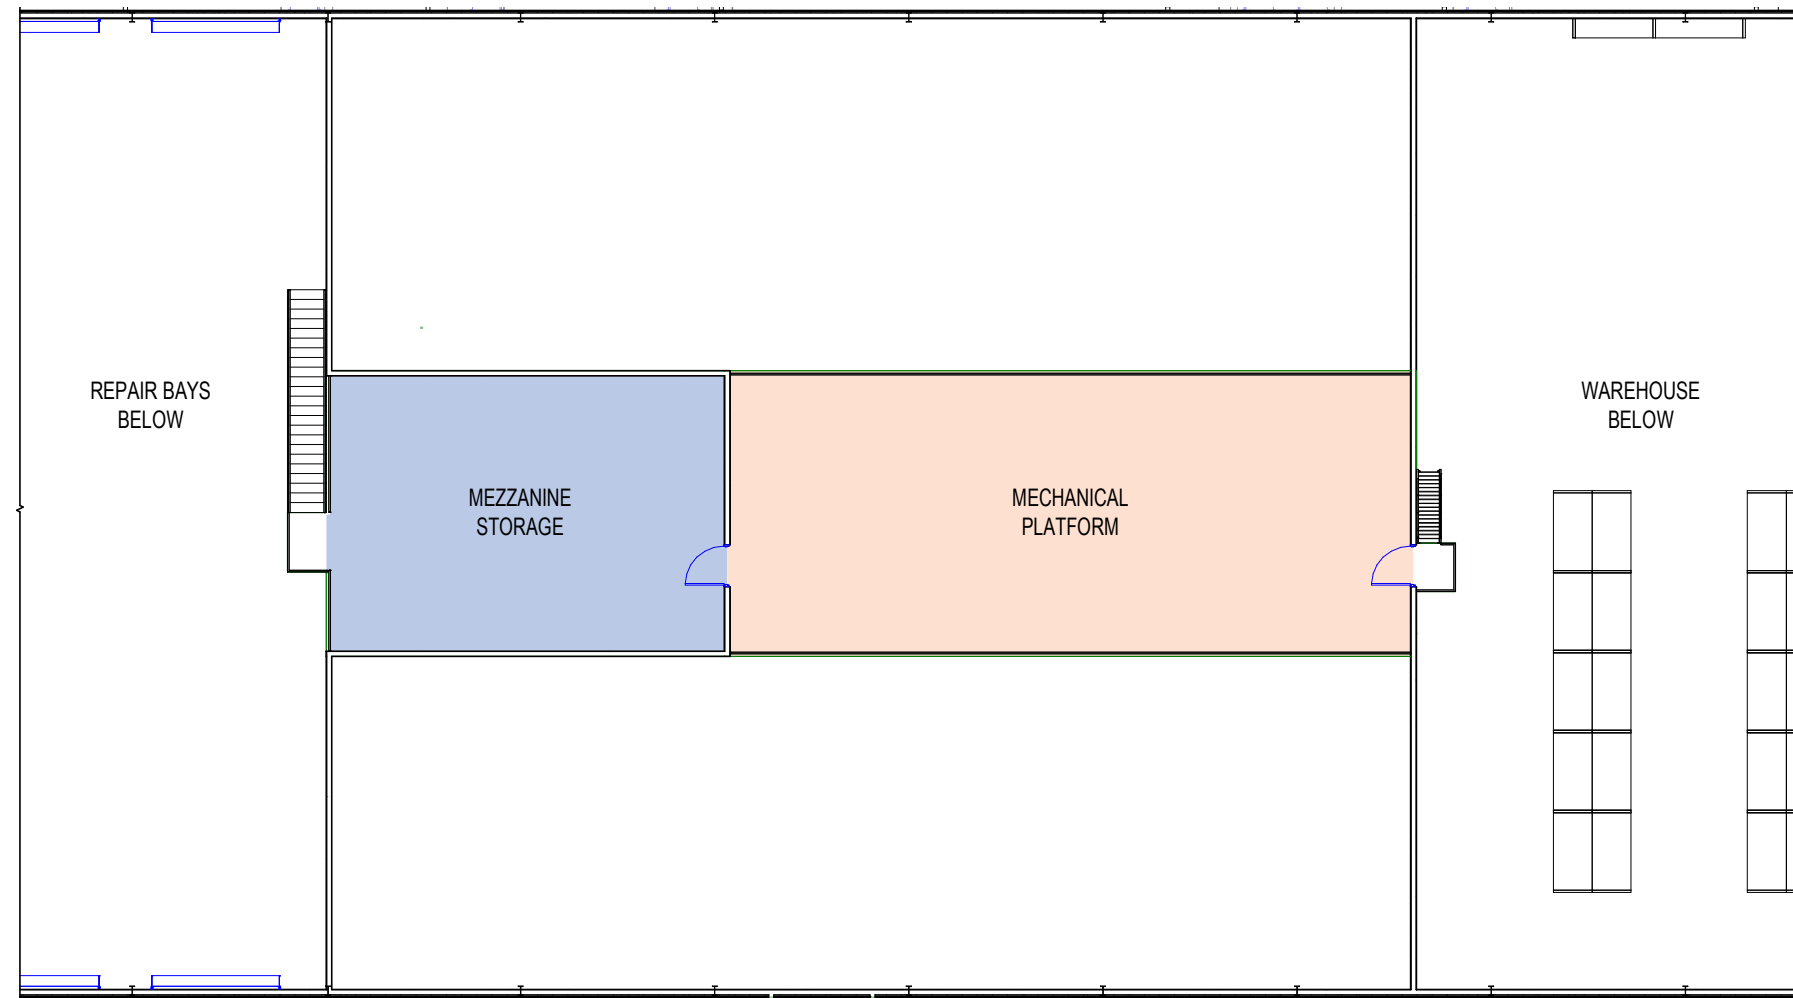 REPAIR BAYS
BELOW
MEZZANINE
STORAGE
MECHANICAL
PLATFORM
WAREHOUSE
BELOW